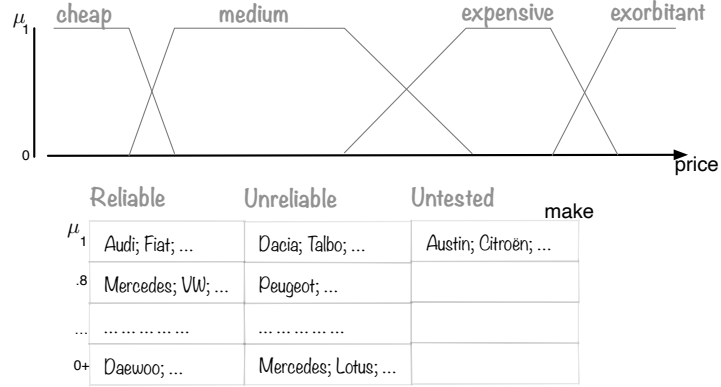 μ 1 cheap medium expensive exorbitant
0
price
Reliable Unreliable Untested
make
μ 1 Audi; Fiat; ... Dacia; Talbo; ... Austin; Citroën; ...
.8 Mercedes; VW; ... Peugeot; ...
... ... ... ... ... ... ... ... ... ... ...
0+ Daewoo; ... Mercedes; Lotus; ...